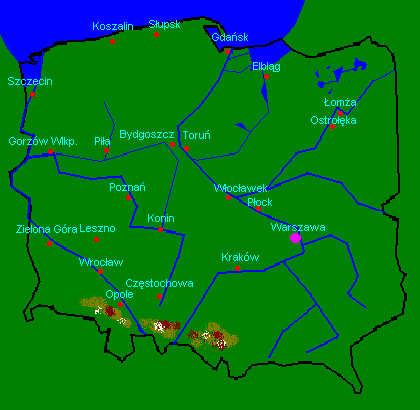 Koszalin
Słupsk
Gdańsk
Elbląg
Szczecin
Łomża
Ostrołęka
Bydgoszcz
Toruń
Gorzów Wlkp.
Piła
Poznań
Włocławek
Płock
Konin
Warszawa
Zielona Góra
Leszno
Kraków
Wrocław
Częstochowa
Opole